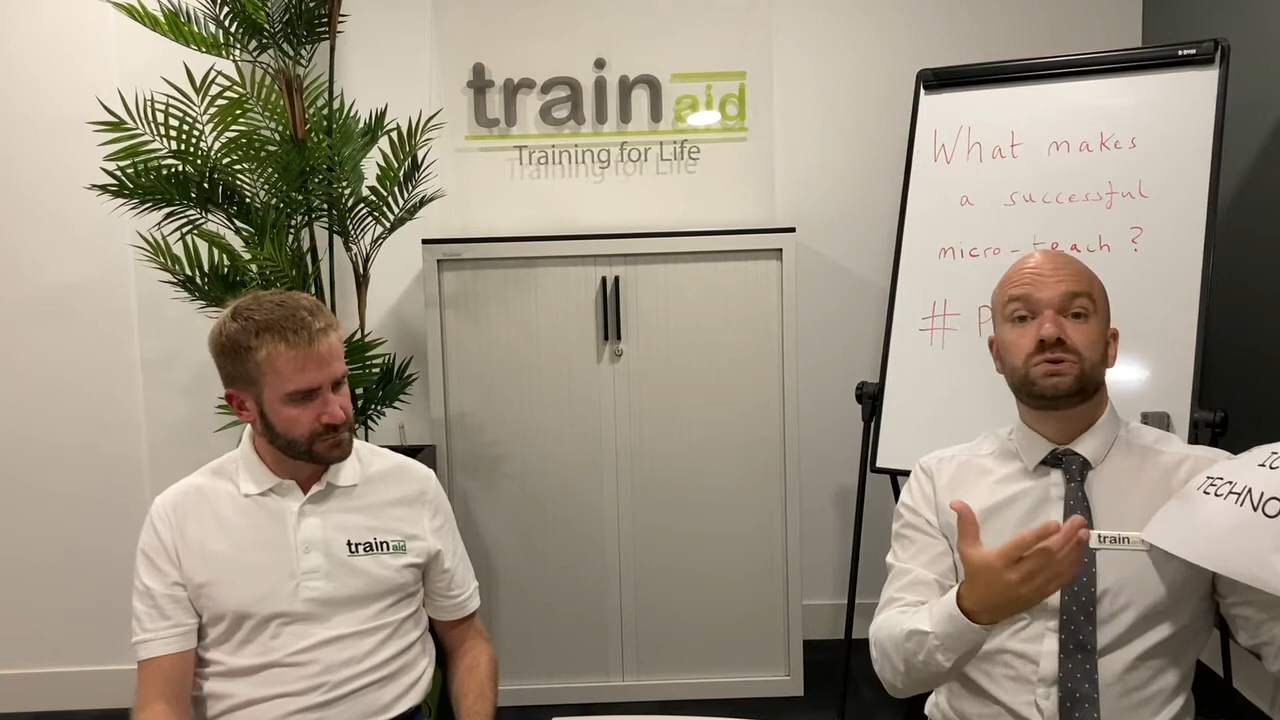 train aid
Training for Life
What makes
a successful
micro-teach?
#
train aid
train
TECHNO